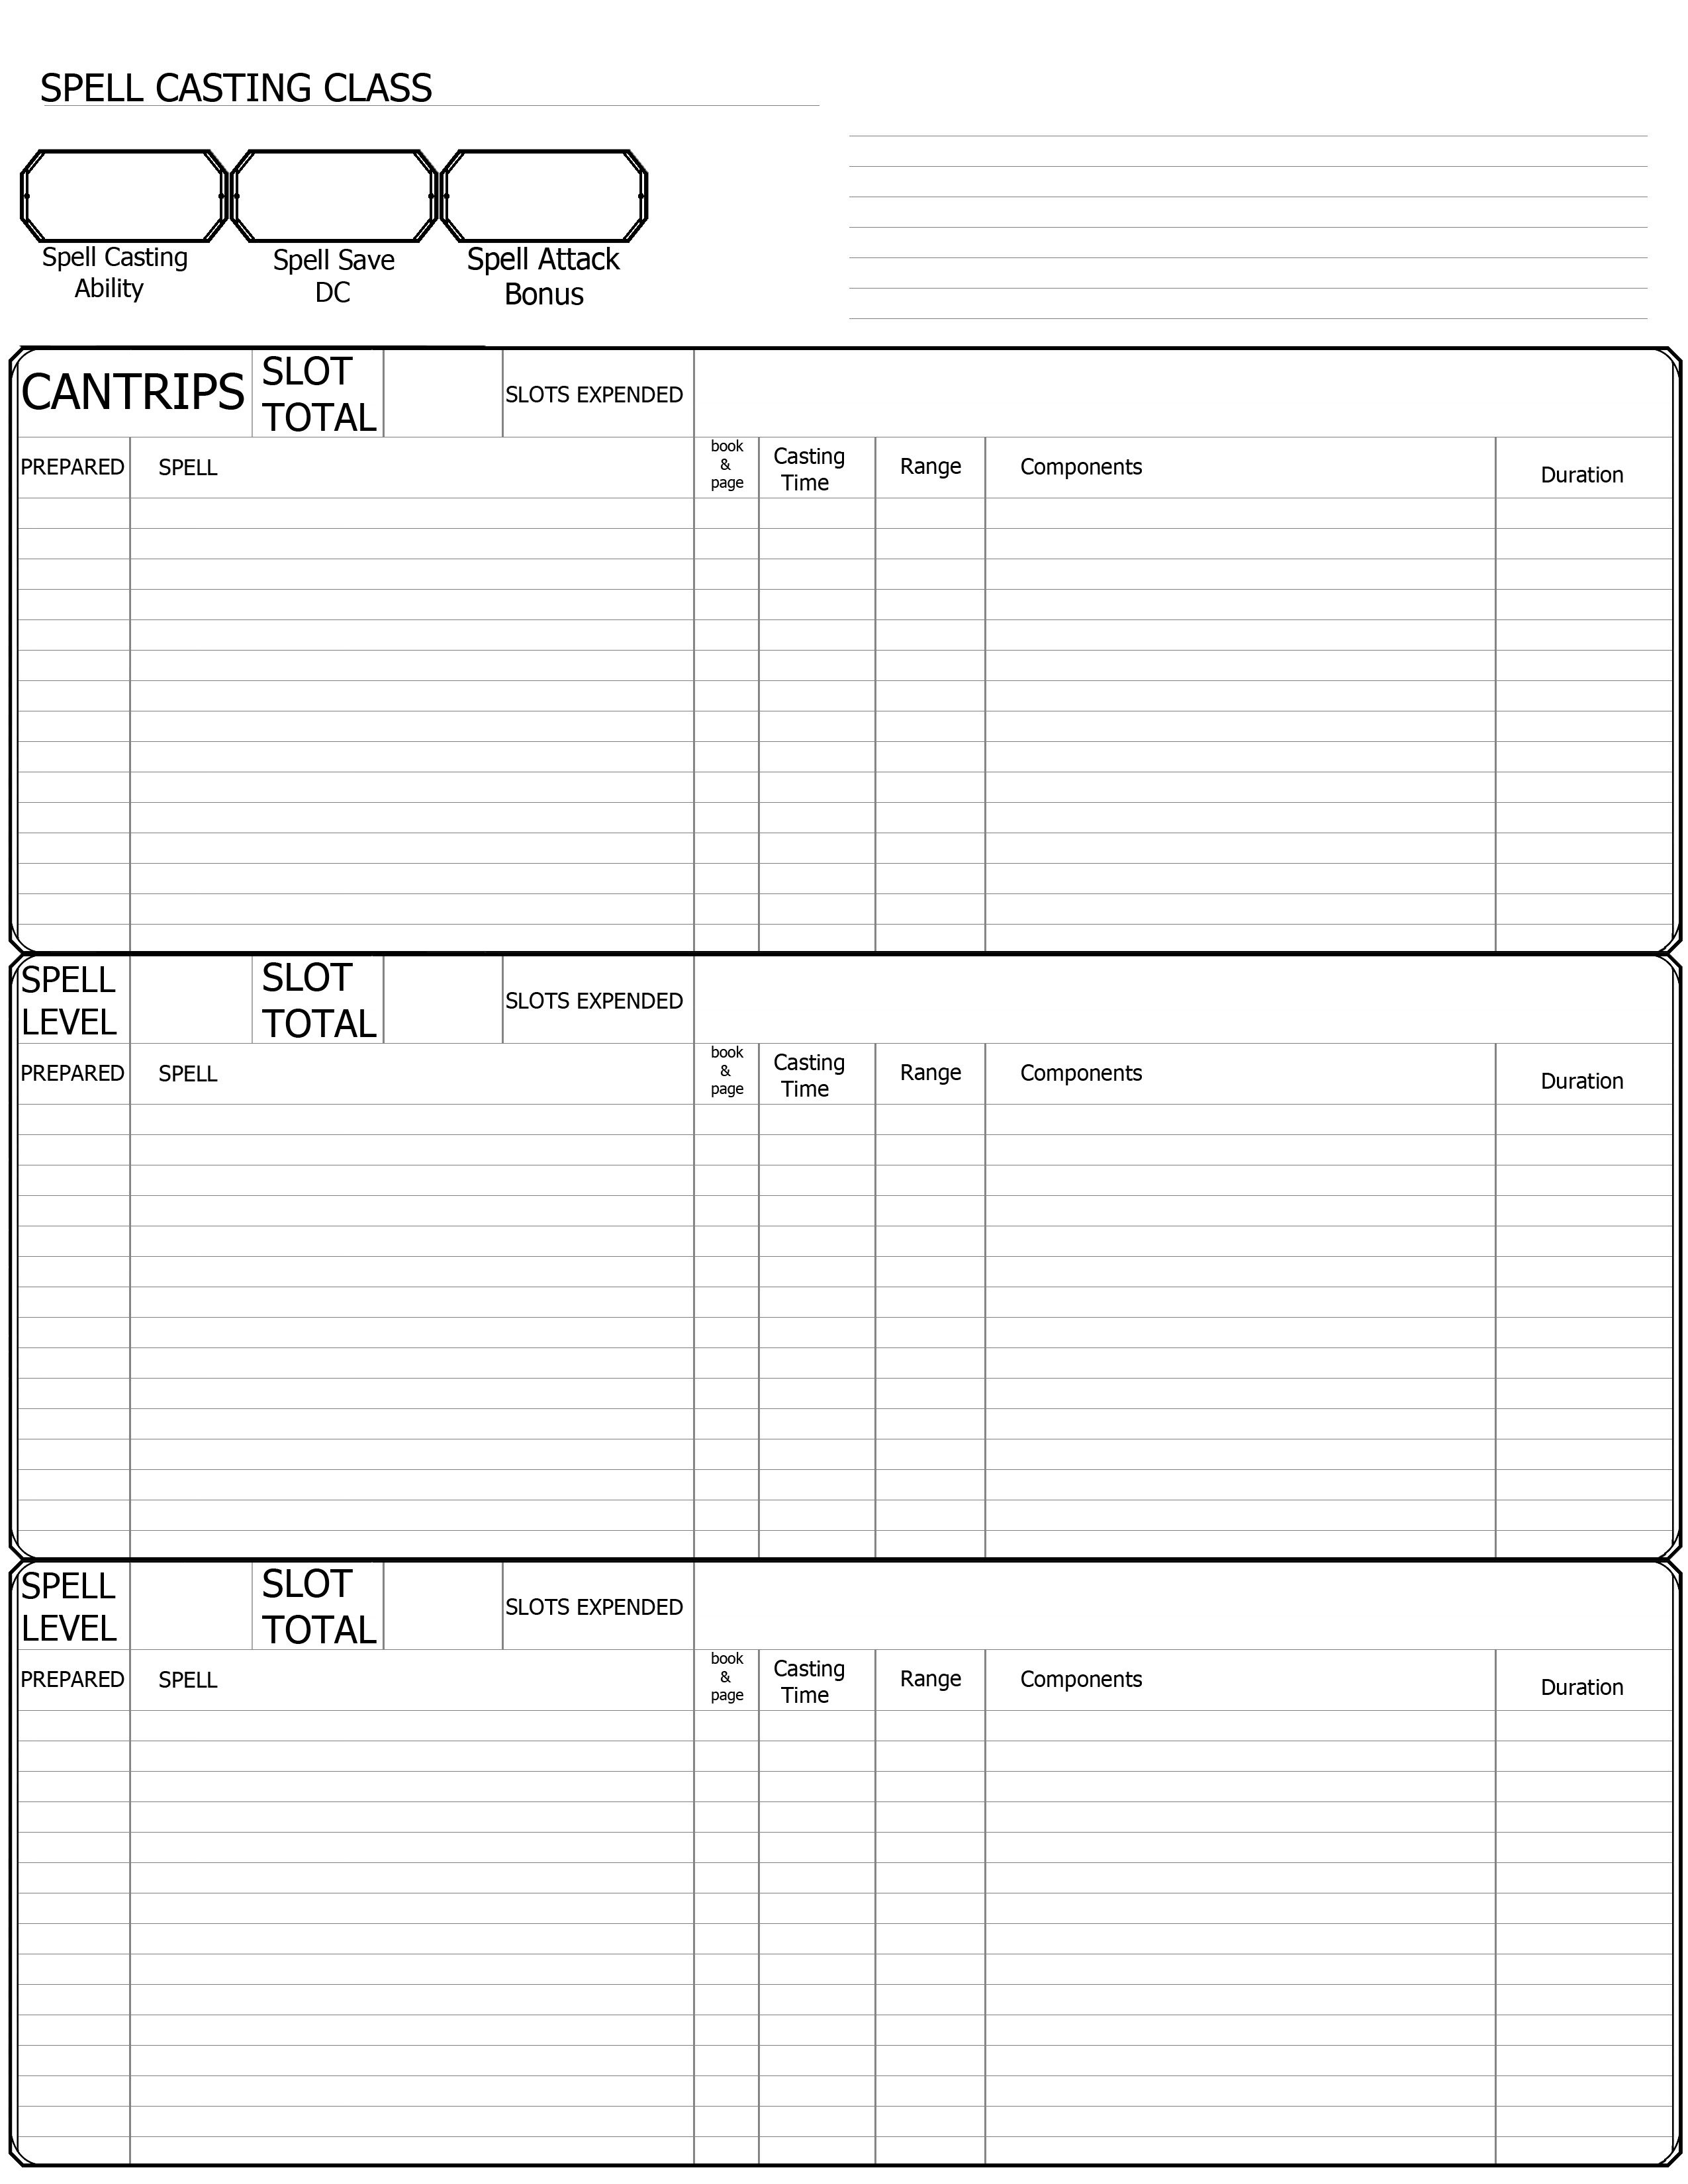 SPELL CASTING CLASS
Spell Casting
Ability
Spell Save
DC
Spell Attack
Bonus
CANTRIPS
SLOT
TOTAL
SLOTS EXPENDED
PREPARED
SPELL
book
&
page
Casting
Time
Range
Components
Duration
SPELL
LEVEL
SLOT
TOTAL
SLOTS EXPENDED
PREPARED
SPELL
book
&
page
Casting
Time
Range
Components
Duration
SPELL
LEVEL
SLOT
TOTAL
SLOTS EXPENDED
PREPARED
SPELL
book
&
page
Casting
Time
Range
Components
Duration